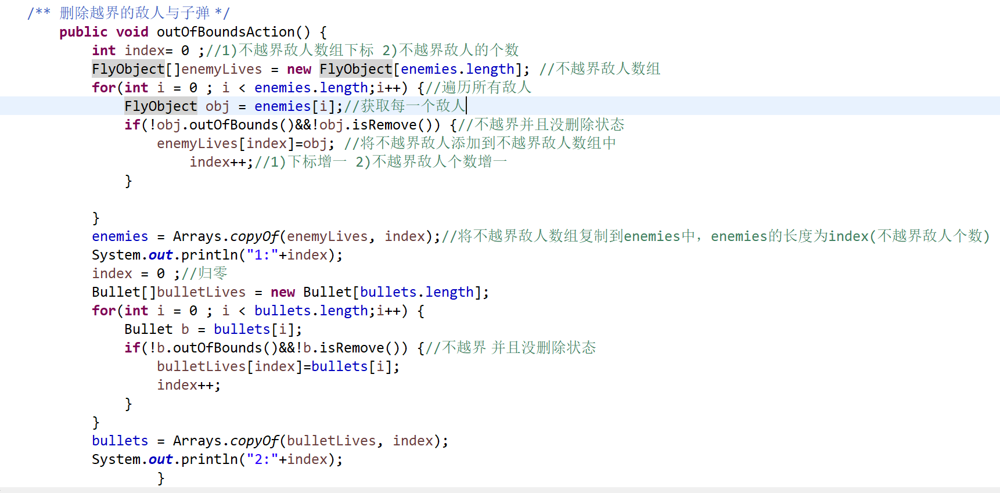 /** 删除越界的敌人与子弹 */
public void outOfBoundsAction() {
int index= 0 ;//1)不越界敌人数组下标 2)不越界敌人的个数
FlyObject[]enemyLives = new FlyObject[enemies.length]; //不越界敌人数组
for(int i = 0 ; i < enemies.length;i++) {//遍历所有敌人
FlyObject obj = enemies[i];//获取每一个敌人
if(!obj.outOfBounds()&&!obj.isRemove()) {//不越界并且没删除状态
enemyLives[index]=obj; //将不越界敌人添加到不越界敌人数组中
index++;//1)下标增一 2)不越界敌人个数增一
}
}
enemies = Arrays.copyOf(enemyLives, index);//将不越界敌人数组复制到enemies中，enemies的长度为index(不越界敌人个数)
System.out.println("1:"+index);
index = 0 ;//归零
Bullet[]bulletLives = new Bullet[bullets.length];
for(int i = 0 ; i < bullets.length;i++) {
Bullet b = bullets[i];
if(!b.outOfBounds()&&!b.isRemove()) {//不越界 并且没删除状态
bulletLives[index]=bullets[i];
index++;
}
}
bullets = Arrays.copyOf(bulletLives, index);
System.out.println("2:"+index);
}